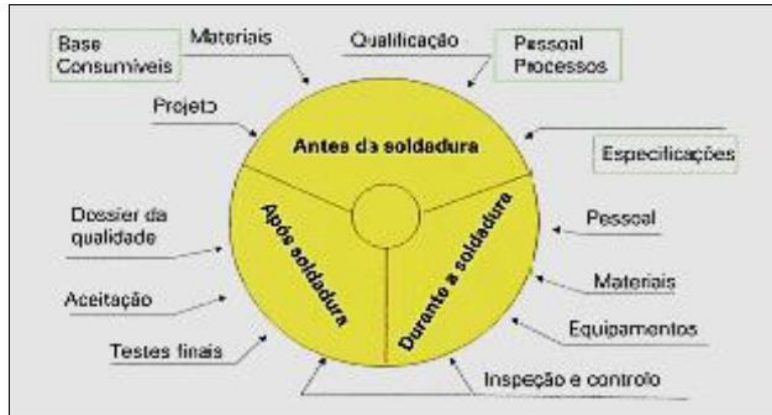 Base
Consumíveis
Materiais
Qualificação
Pessoal
Processos
Projeto
Antes da soldadura
Especificações
Dossier da
qualidade
Após soldadura
Durante a soldadura
Pessoal
Aceitação
Materiais
Testes finais
Equipamentos
Inspeção e controlo